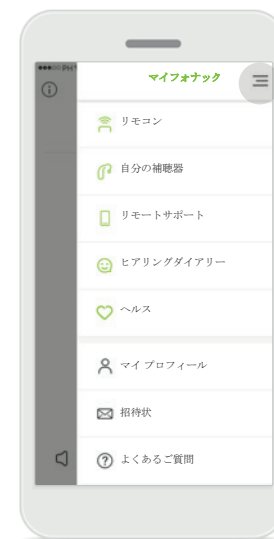 PH
マイフォナック
リモコン
自分の補聴器
リモートサポート
ヒアリングダイアリー
ヘルス
マイ プロフィール
招待状
よくあるご質問